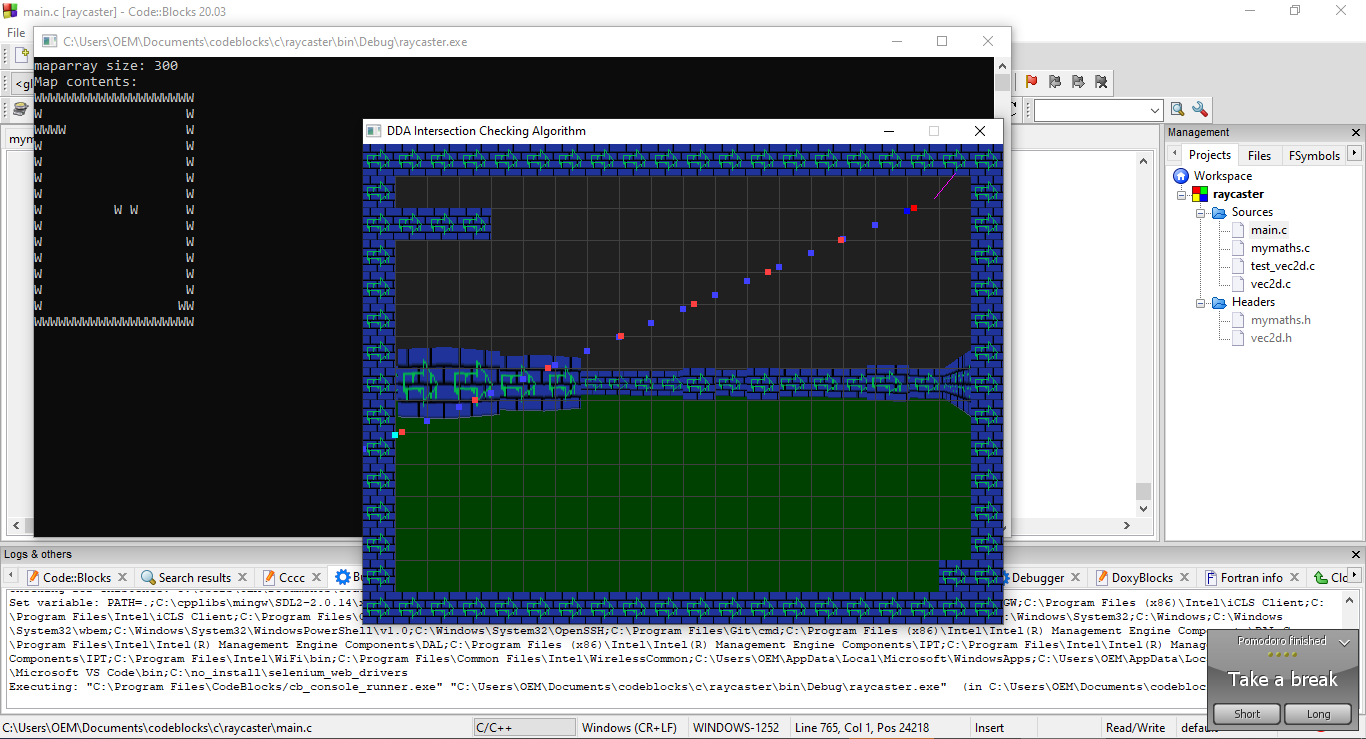 main.c [raycaster] - Code::Blocks 20.03
File
C:\Users\OEM\Documents\codeblocks\c\raycaster\bin\Debug\raycaster.exe
maparray size: 300
Map contents:
WWWWWWWWWWWWWWWWWWWW
W                  W
WWWW               W
W                  W
W                  W
W                  W
W                  W
W         W W      W
W                  W
W                  W
W                  W
W                  W
W                  W
W                 WW
WWWWWWWWWWWWWWWWWWWW
<gl
mym
DDA Intersection Checking Algorithm
Management
Projects
Files
FSymbols
Workspace
raycaster
Sources
main.c
mymaths.c
test_vec2d.c
vec2d.c
Headers
mymaths.h
vec2d.h
Logs & others
Code::Blocks
Search results
Cccc
Debugger
DoxyBlocks
Fortran info
Set variable: PATH=.;C:\cpplibs\mingw\SDL2-2.0.14\ GW;C:\Program Files (x86)\Intel\iCLS Client;C:
\Program Files\Intel\iCLS Client;C:\Program Files\ \Windows\System32;C:\Windows;C:\Windows
\System32\wbem;C:\Windows\System32\WindowsPowerShell\v1.0;C:\Windows\System32\OpenSSH;C:\Program Files\Git\cmd;C:\Program Files (x86)\Intel\Intel(R) Management Engine
\Program Files\Intel\Intel(R) Management Engine Components\DAL;C:\Program Files (x86)\Intel\Intel(R) Management Engine Components\IPT;C:\Program Files\Intel\Intel(R) Management Engine
Components\IPT;C:\Program Files\Intel\WiFi\bin;C:\Program Files\Common Files\Intel\WirelessCommon;C:\Users\OEM\AppData\Local\Microsoft\WindowsApps;C:\Users\OEM\AppData\Loc
\Microsoft VS Code\bin;C:\no_install\selenium_web_drivers
Executing: "C:\Program Files\CodeBlocks/cb_console_runner.exe" "C:\Users\OEM\Documents\codeblocks\c\raycaster\bin\Debug\raycaster.exe"  (in C:\Users\OEM\Documents\codebloc
Pomodoro finished
Take a break
Short
Long
C:\Users\OEM\Documents\codeblocks\c\raycaster\main.c
C/C++
Windows (CR+LF)
WINDOWS-1252
Line 765, Col 1, Pos 24218
Insert
Read/Write
defau